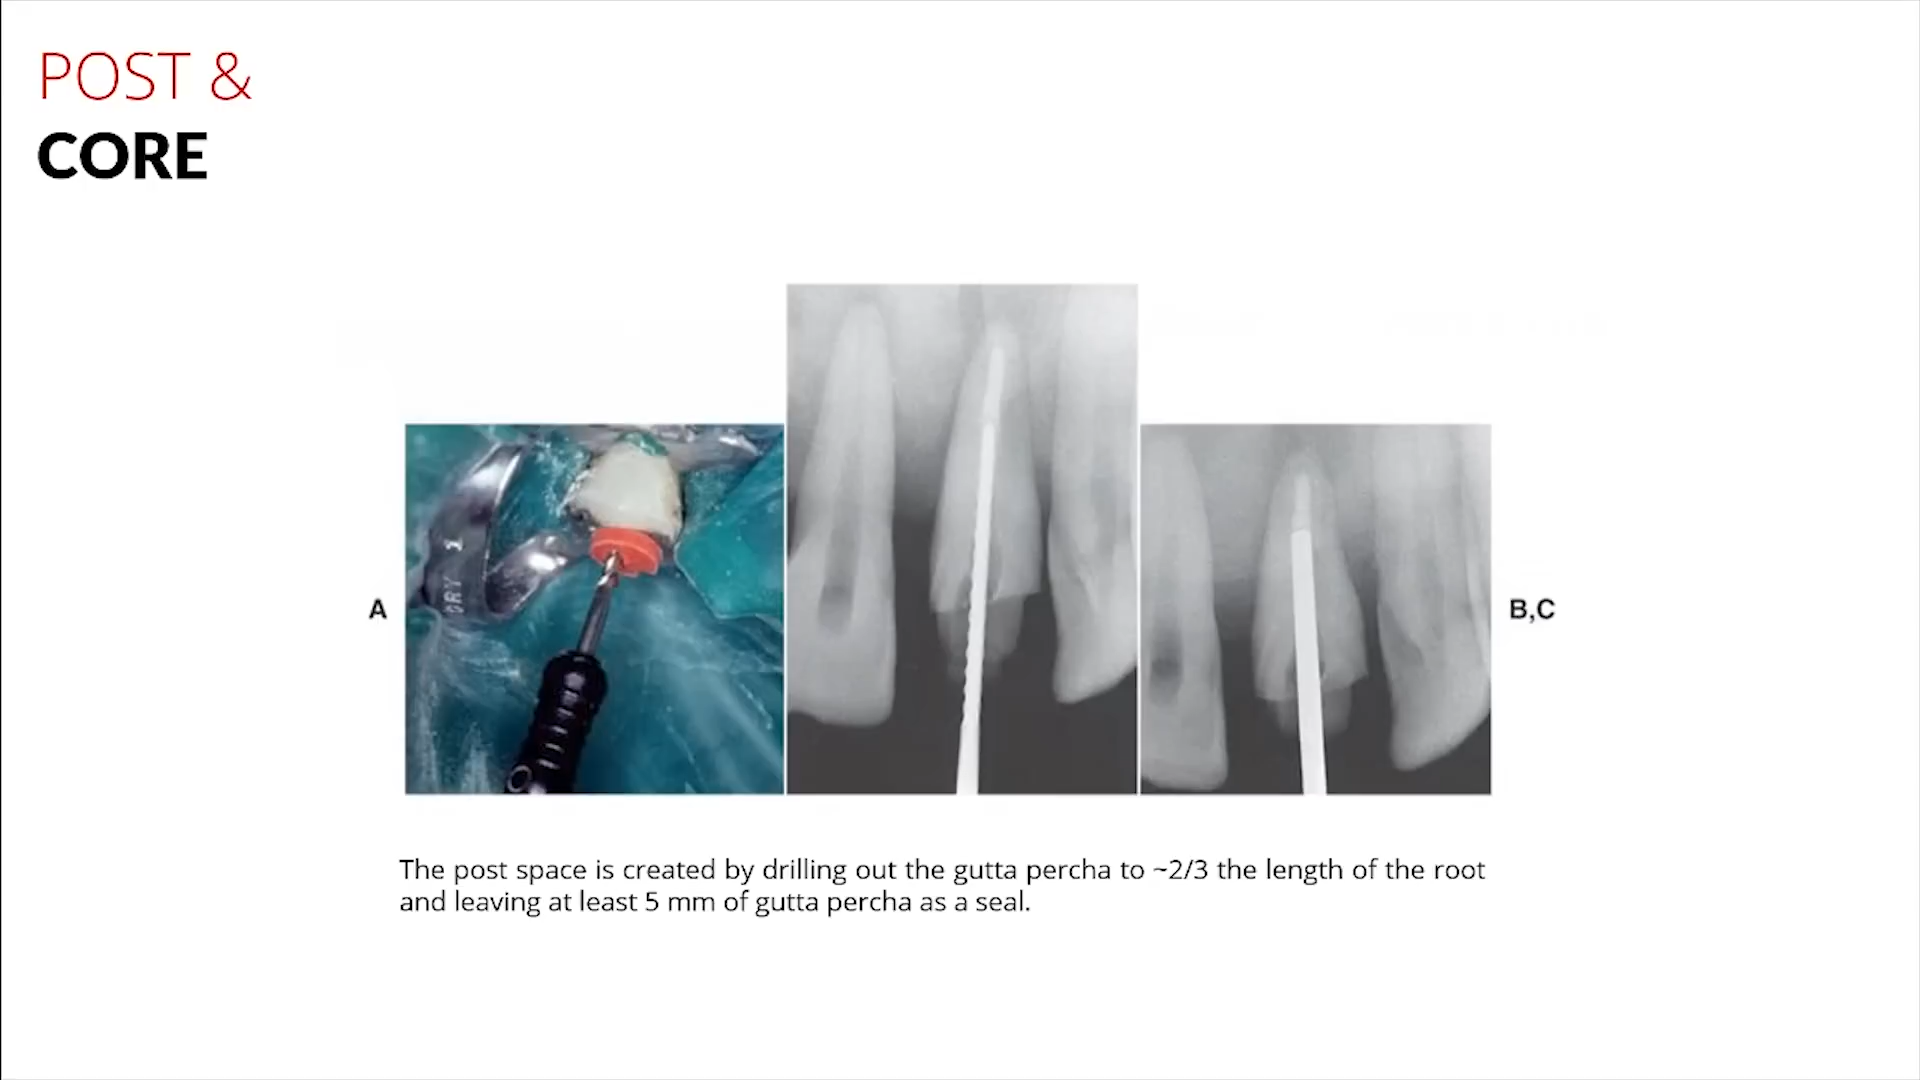 POST &
CORE
A
B,C
The post space is created by drilling out the gutta percha to ~2/3 the length of the root
and leaving at least 5 mm of gutta percha as a seal.